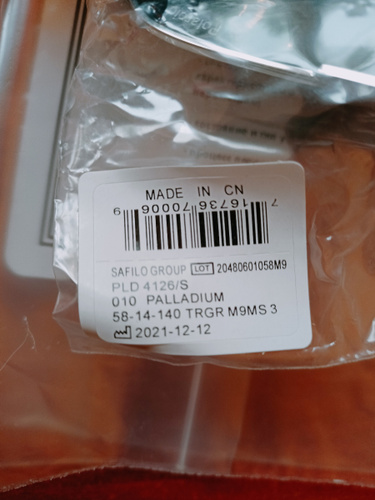 MADE IN CN
7 16736 70006 9
SAFILO GROUP LOT 20480601058M9
PLD 4126/S
010 PALLADIUM
58-14-140 TRGR M9MS 3
2021-12-12